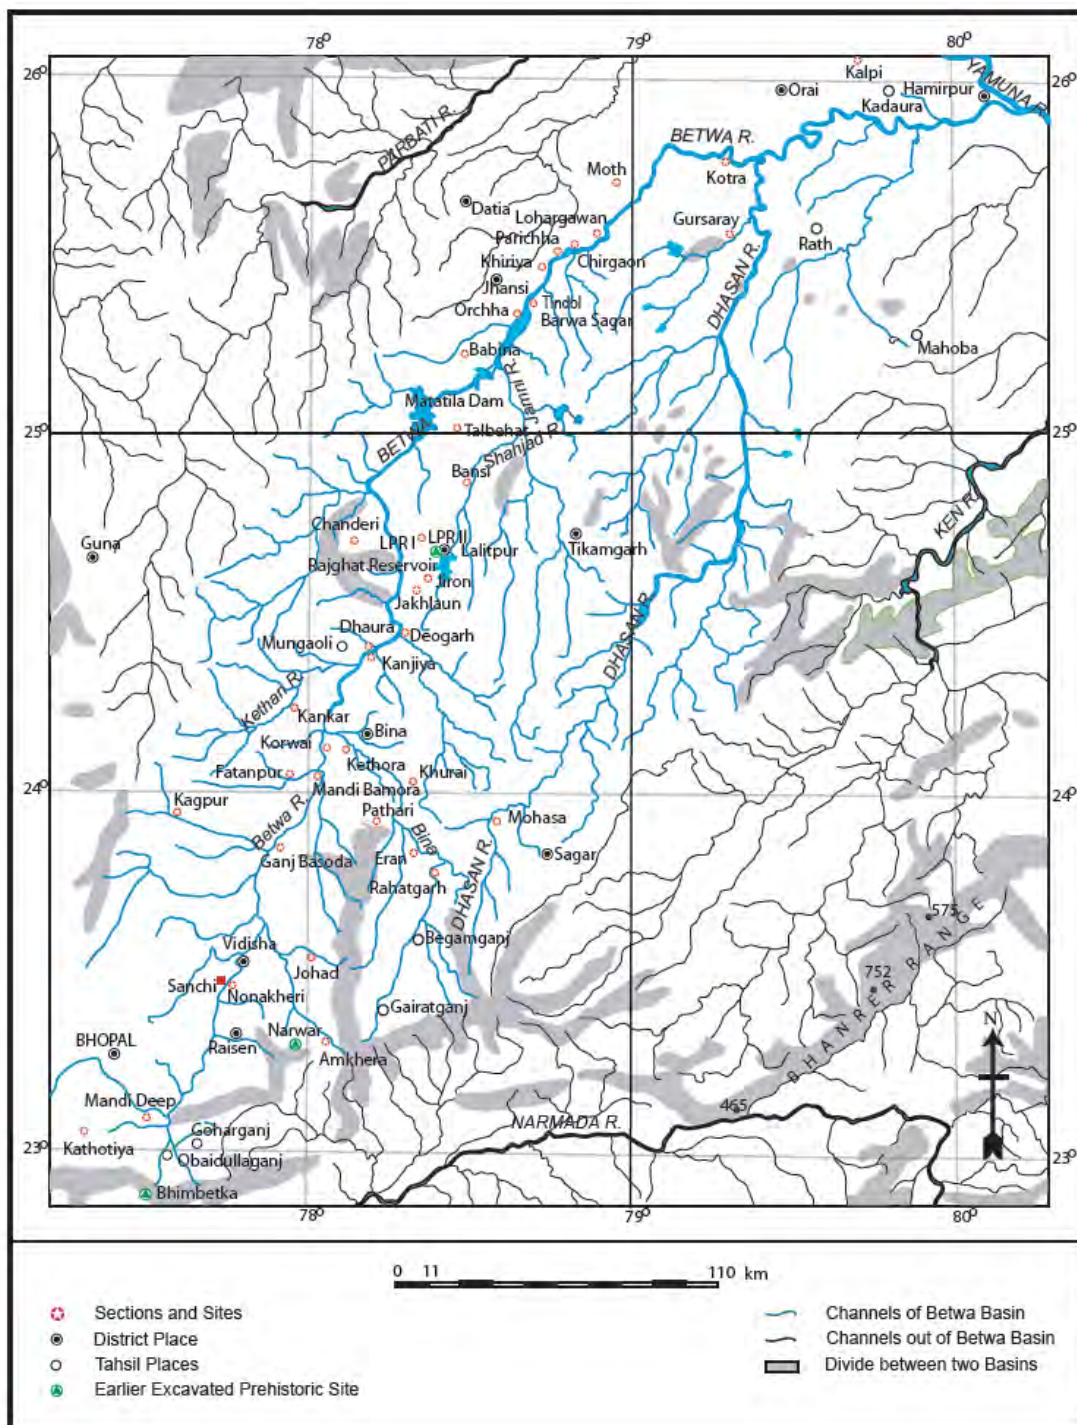 78°
79°
80°
26°
26°
Kalpi
YAMUNA R.
Orai
Hamirpur
Kadaura
PARBATI R.
BETWA R.
Moth
Kotra
Datia
Lohargawan
Gursaray
Parichha
Rath
Khiriya
Chirgaon
DHASAN R.
Jhansi
Tindol
Orchha
Barwa Sagar
Babina
Mahoba
Jamni R.
Matatila Dam
BETWA
Talbehat
25°
25°
Shahjad R.
Bansi
KEN R.
Chanderi
LPR I
LPR II
Guna
Lalitpur
Tikamgarh
Rajghat Reservoir
Jiron
Jakhlaun
DHASAN R.
Dhaura
Deogarh
Mungaoli
Kanjiya
Kethan R.
Kankar
Bina
Korwai
Kethora
Fatanpur
Khurai
24°
24°
Mandi Bamora
Kagpur
Pathari
Mohasa
Betwa R.
Bina
Ganj Basoda
Eran
Sagar
Rahatgarh
DHASAN R.
575
Begamganj
Vidisha
Johad
752
Sanchi
Nonakheri
Gairatganj
BHANRER RANGE
N
Narwar
BHOPAL
Raisen
Amkhera
Mandi Deep
465
NARMADA R.
Goharganj
Kathotiya
23°
23°
Obaidullaganj
Bhimbetka
78°
79°
80°
0 11 110 km
Sections and Sites
District Place
Tahsil Places
Earlier Excavated Prehistoric Site
Channels of Betwa Basin
Channels out of Betwa Basin
Divide between two Basins